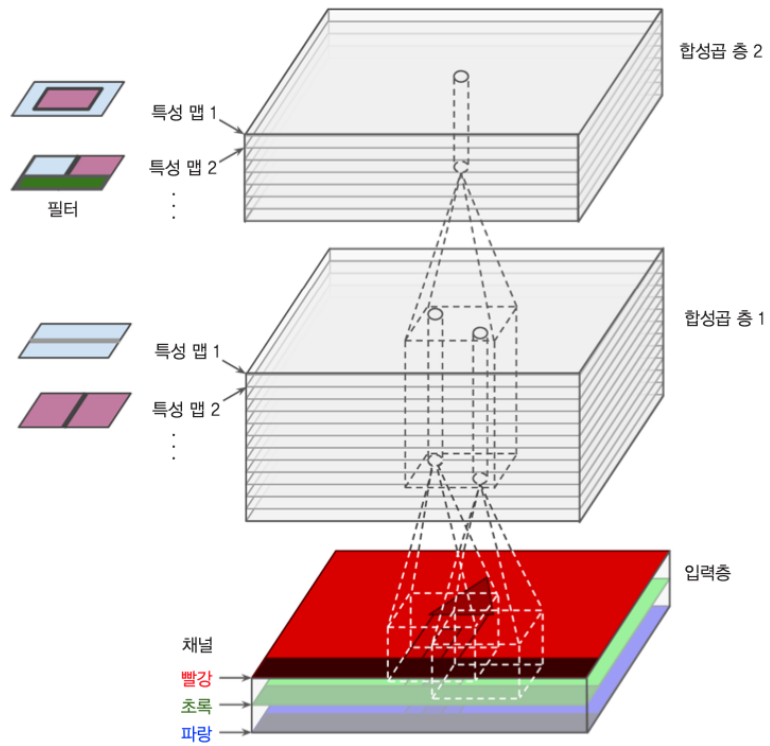 합성곱 층 2
특성 맵 1
특성 맵 2
⋮
필터
합성곱 층 1
특성 맵 1
특성 맵 2
⋮
입력층
채널
빨강
초록
파랑